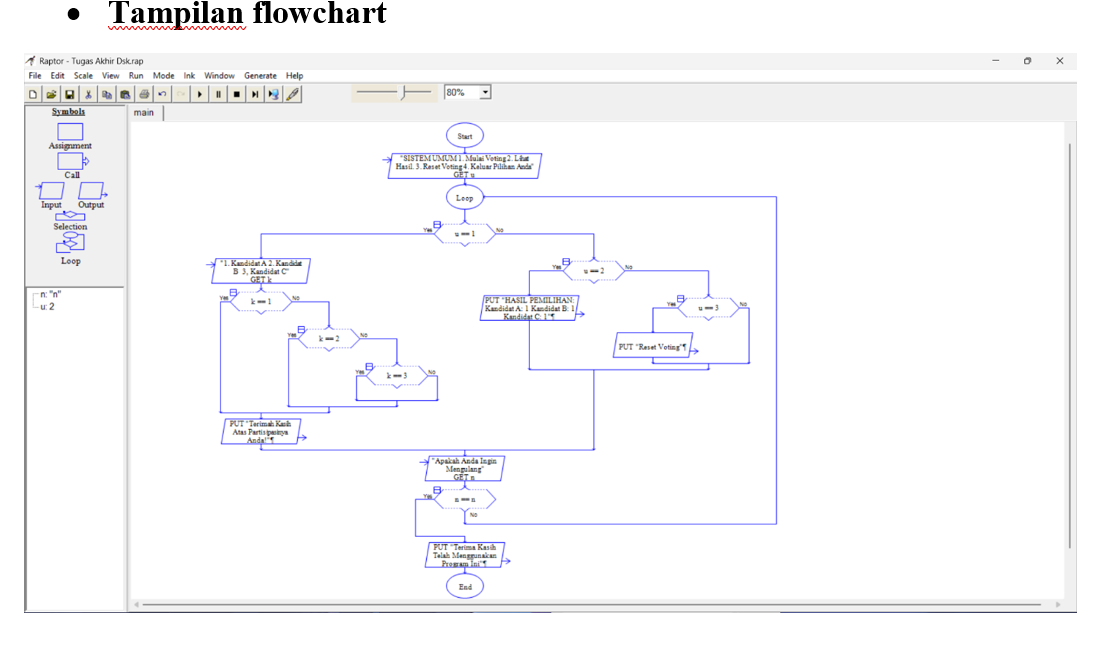 • Tampilan flowchart
Raptor - Tugas Akhir Dsk.rap
File Edit Scale View Run Mode Ink Window Generate Help
80%
Symbols
main
Assignment
Call
Input Output
Selection
Loop
n: "n"
u: 2
Start
"SISTEM UMUM 1. Mulai Voting 2. Lihat
Hasil. 3. Reset Voting 4. Keluar Pilihan Anda"
GET u
Loop
Yes u == 1 No
"1. Kandidat A 2. Kandidat
B 3, Kandidat C"
GET k
Yes u == 2 No
Yes k == 1 No
PUT "HASIL PEMILIHAN:
Kandidat A: 1 Kandidat B: 1
Kandidat C: 1"¶
Yes u == 3 No
Yes k == 2 No
PUT "Reset Voting"¶
Yes k == 3 No
PUT "Terimah Kasih
Atas Partisipasinya
Anda!"¶
"Apakah Anda Ingin
Mengulang"
GET n
Yes n == n
No
PUT "Terima Kasih
Telah Menggunakan
Program Ini"¶
End